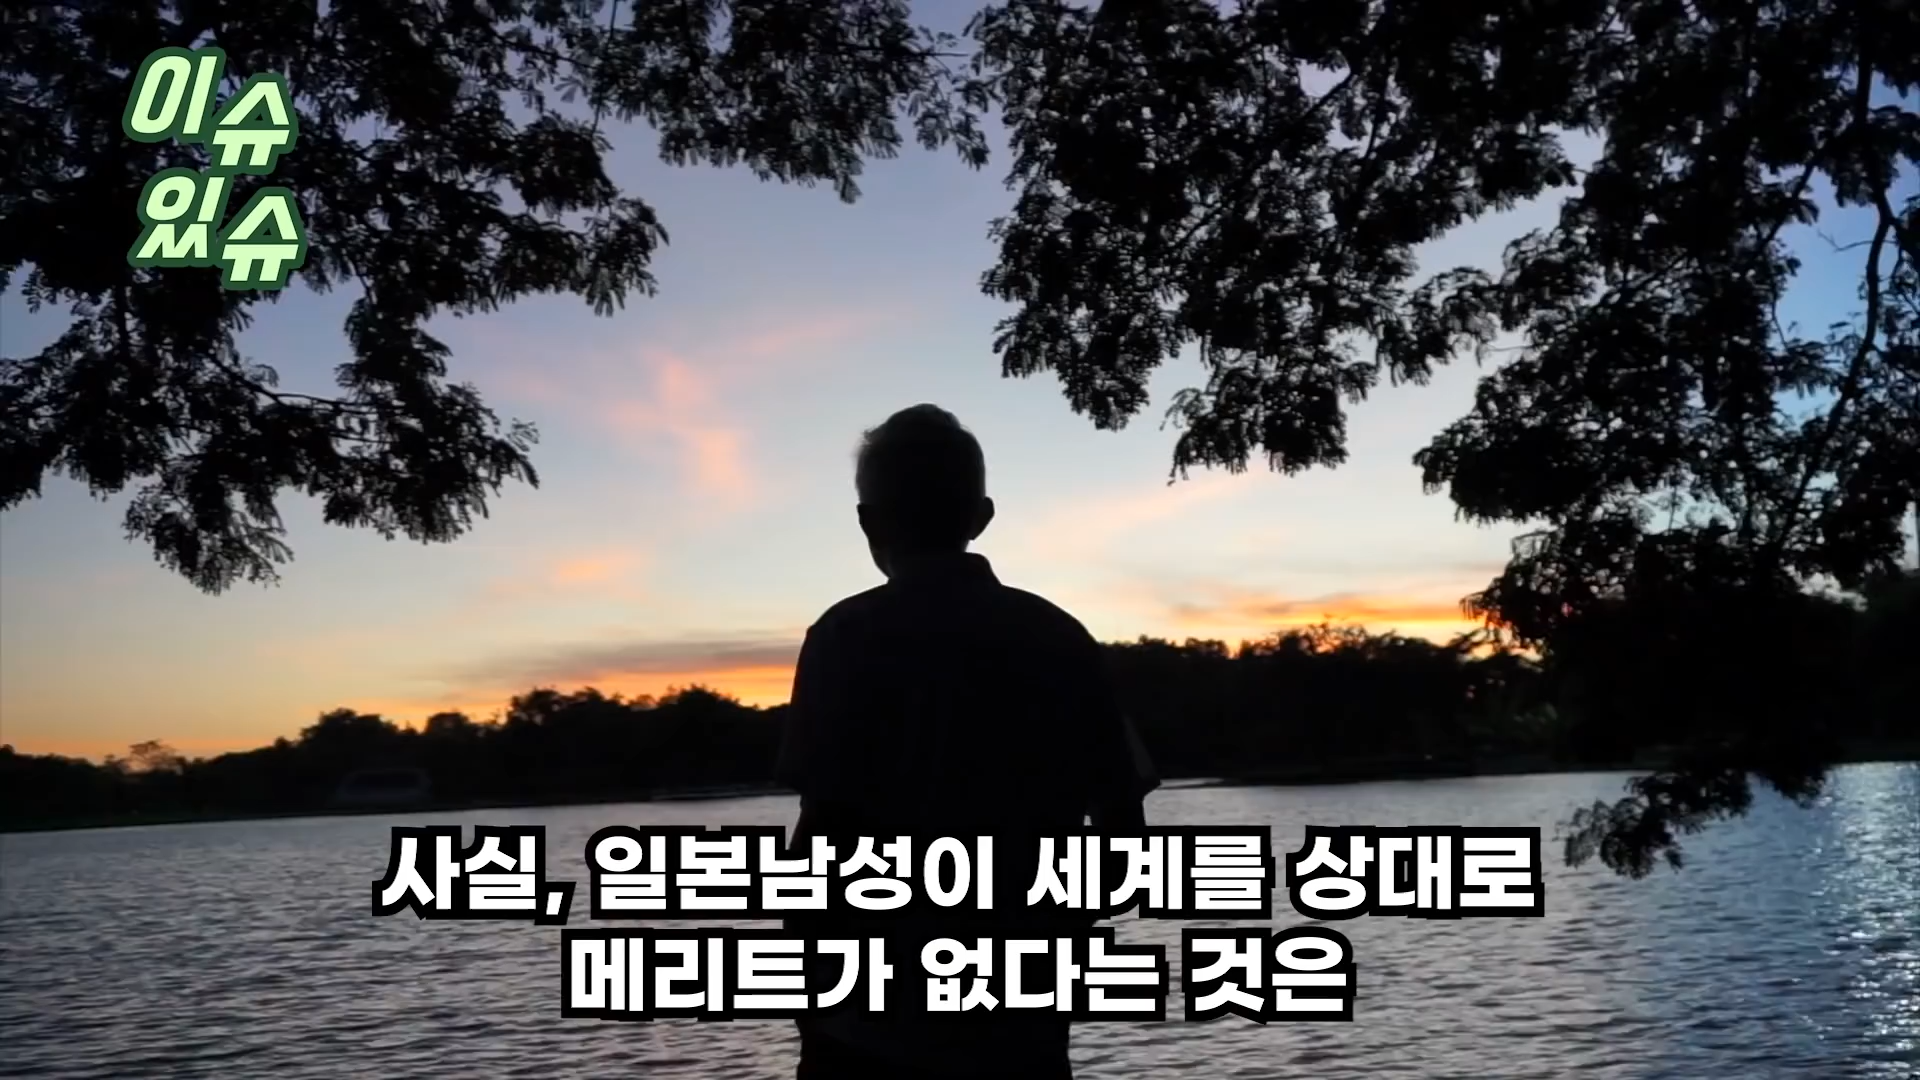 이슈
있슈
사실, 일본남성이 세계를 상대로
메리트가 없다는 것은